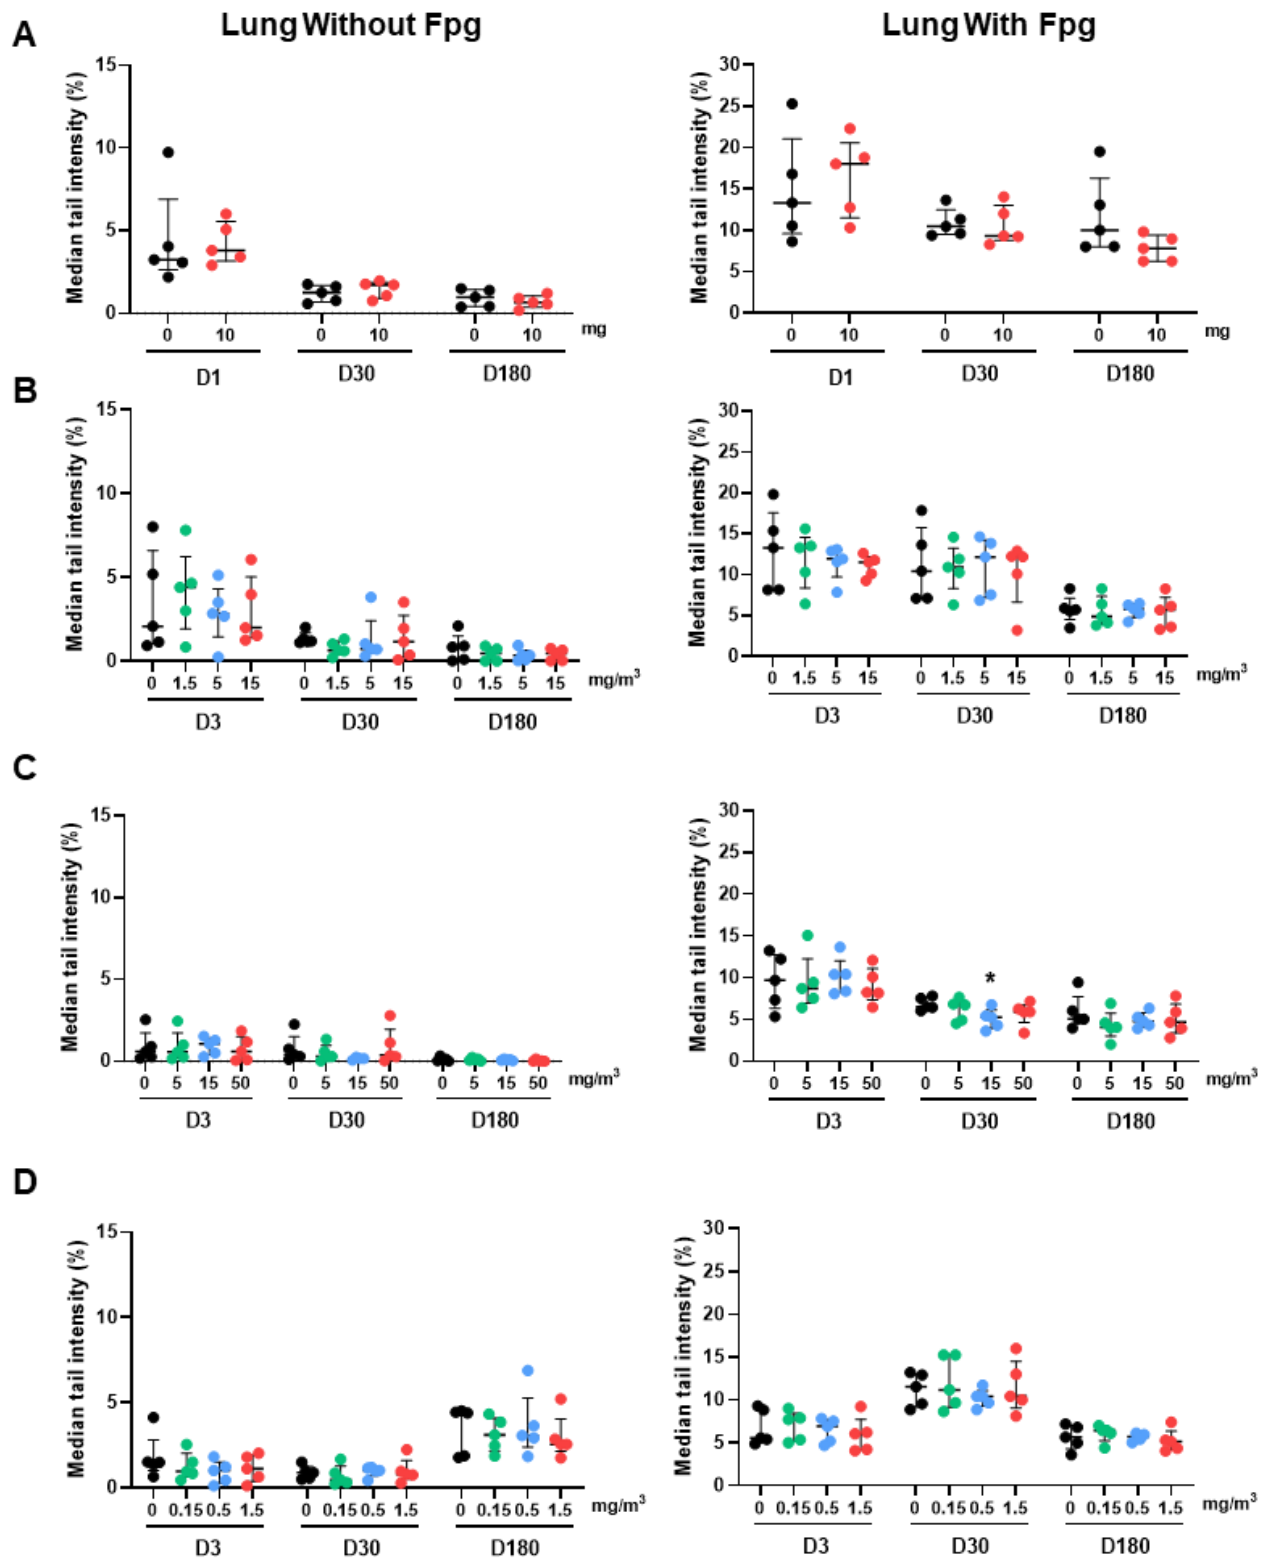 Lung Without Fpg
Lung With Fpg
A
Median tail intensity (%)
15
10
5
0
0 10 0 10 0 10 mg
D1 D30 D180
Median tail intensity (%)
30
25
20
15
10
5
0
0 10 0 10 0 10 mg
D1 D30 D180
B
Median tail intensity (%)
15
10
5
0
0 1.5 5 15 0 1.5 5 15 0 1.5 5 15 mg/m³
D3 D30 D180
Median tail intensity (%)
30
25
20
15
10
5
0
0 1.5 5 15 0 1.5 5 15 0 1.5 5 15 mg/m³
D3 D30 D180
C
Median tail intensity (%)
15
10
5
0
0 5 15 50 0 5 15 50 0 5 15 50 mg/m³
D3 D30 D180
Median tail intensity (%)
30
25
20
15
10
5
0
*
0 5 15 50 0 5 15 50 0 5 15 50 mg/m³
D3 D30 D180
D
Median tail intensity (%)
15
10
5
0
0 0.15 0.5 1.5 0 0.15 0.5 1.5 0 0.15 0.5 1.5 mg/m³
D3 D30 D180
Median tail intensity (%)
30
25
20
15
10
5
0
0 0.15 0.5 1.5 0 0.15 0.5 1.5 0 0.15 0.5 1.5 mg/m³
D3 D30 D180